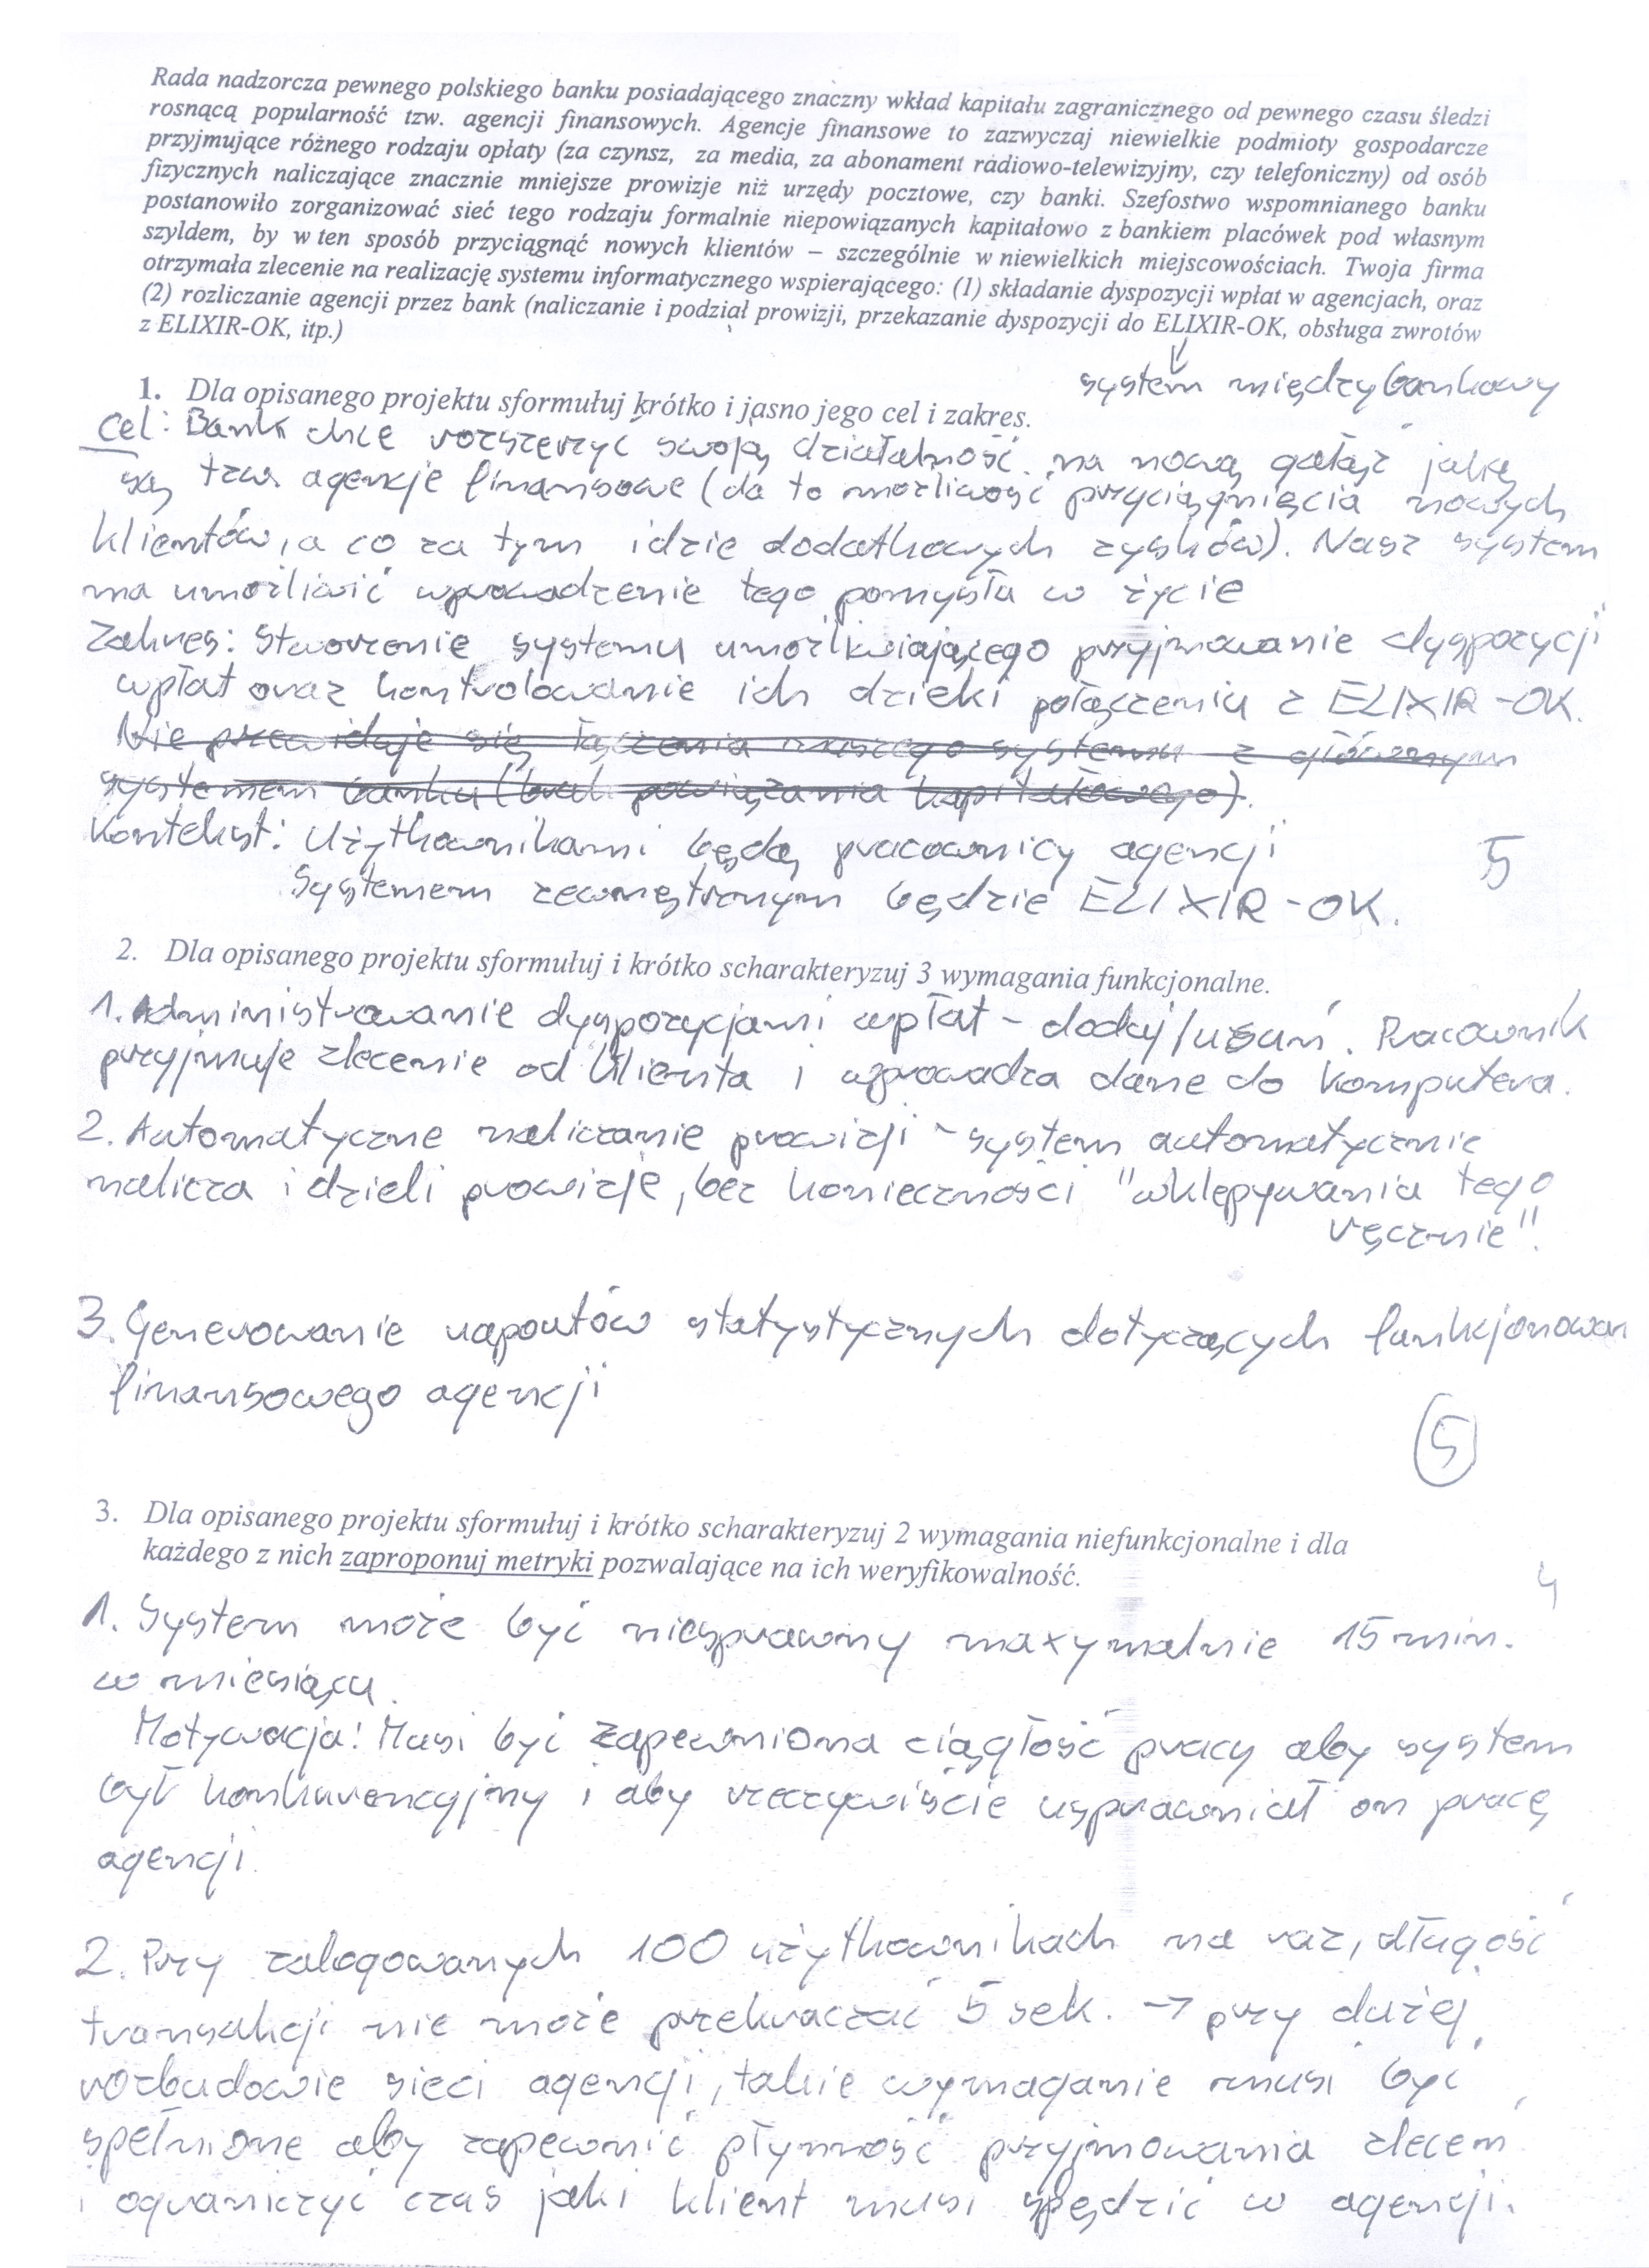 Rada nadzorcza pewnego polskiego banku posiadającego znaczny wkład kapitału zagranicznego od pewnego czasu śledzi
rosnącą popularność tzw. agencji finansowych. Agencje finansowe to zazwyczaj niewielkie podmioty gospodarcze
przyjmujące różnego rodzaju opłaty (za czynsz, za media, za abonament radiowo-telewizyjny, czy telefoniczny) od osób
fizycznych naliczające znacznie mniejsze prowizje niż urzędy pocztowe, czy banki. Szefostwo wspomnianego banku
postanowiło zorganizować sieć tego rodzaju formalnie niepowiązanych kapitałowo z bankiem placówek pod własnym
szyldem, by w ten sposób przyciągnąć nowych klientów – szczególnie w niewielkich miejscowościach. Twoja firma
otrzymała zlecenie na realizację systemu informatycznego wspierającego: (1) składanie dyspozycji wpłat w agencjach, oraz
(2) rozliczanie agencji przez bank (naliczanie i podział prowizji, przekazanie dyspozycji do ELIXIR-OK, obsługa zwrotów
z ELIXIR-OK, itp.)
system międzybankowy
1. Dla opisanego projektu sformułuj krótko i jasno jego cel i zakres.
Cel: Bank chce rozszerzyć swoją działalność na nową gałąź jaką
są tzw. agencje finansowe (da to możliwość przyciągnięcia nowych
klientów, a co za tym idzie dodatkowych zysków). Nasz system
ma umożliwić wprowadzenie tego pomysłu w życie
Zakres: Stworzenie systemu umożliwiającego przyjmowanie dyspozycji
wpłat oraz kontrolowanie ich dzieki połączeniu z ELIXIR-OK.
Nie przewiduje się łączenia naszego systemu z głównym
systemem banku (brak powiązania kapitałowego).
Kontekst: Użytkownikami będą pracownicy agencji
Systemem zewnętrznym będzie ELIXIR-OK.
5
2. Dla opisanego projektu sformułuj i krótko scharakteryzuj 3 wymagania funkcjonalne.
1. Administrowanie dyspozycjami wpłat - dodaj/usuń. Pracownik
przyjmuje zlecenie od klienta i wprowadza dane do komputera.
2. Automatyczne naliczanie prowizji - system automatycznie
nalicza i dzieli prowizje, bez konieczności "wklepywania tego
ręcznie".
3. Generowanie raportów statystycznych dotyczących funkcjonowan
finansowego agencji
5
3. Dla opisanego projektu sformułuj i krótko scharakteryzuj 2 wymagania niefunkcjonalne i dla
każdego z nich zaproponuj metryki pozwalające na ich weryfikowalność.
4
1. System może być niesprawny maxymalnie 15 min.
w miesiącu.
Motywacja: Musi być zapewniona ciągłość pracy aby system
był konkurencyjny i aby rzeczywiście usprawniał on pracę
agencji.
2. Przy zalogowanych 100 użytkownikach na raz, długość
transakcji nie może przekraczać 5 sek. → przy dużej
rozbudowie sieci agencji, takie wymaganie musi być
spełnione aby zapewnić płynność przyjmowania zleceń
i ograniczyć czas jaki klient musi spędzić w agencji.